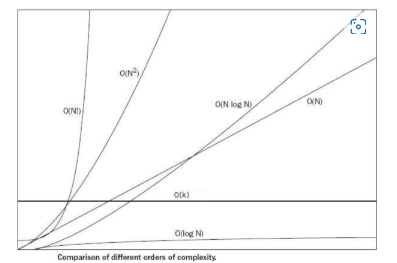 O(N²)
O(N!)
O(N log N)
O(N)
O(k)
O(log N)
Comparison of different orders of complexity.